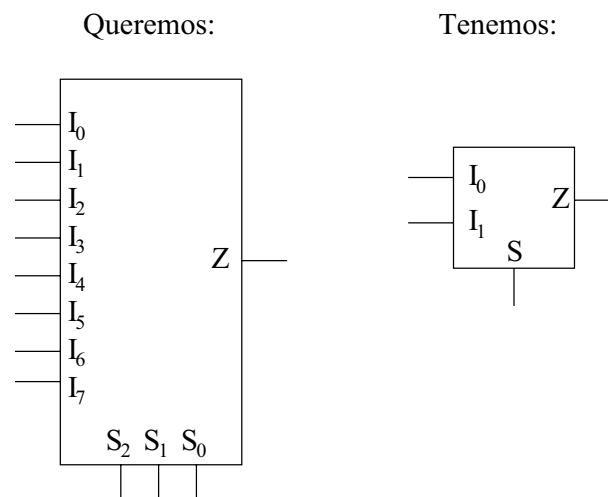 Queremos:
Tenemos:
I₀
I₁
I₂
I₃
I₄
I₅
I₆
I₇
Z
S₂ S₁ S₀
I₀
I₁
Z
S